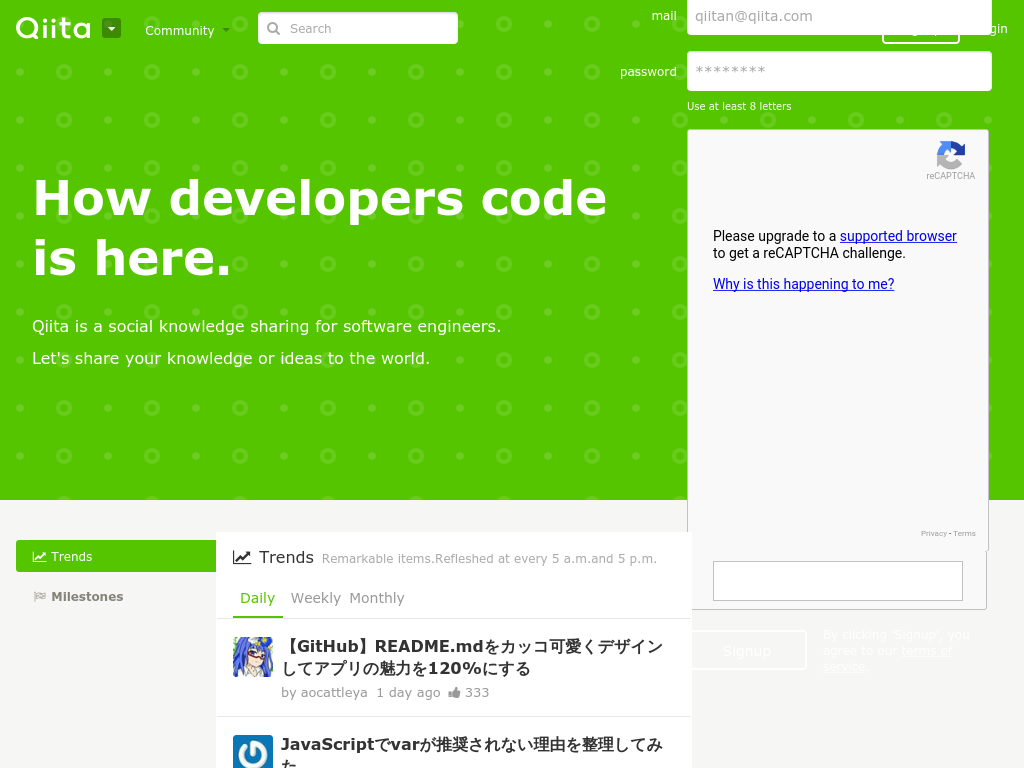 Qiita
Community
Search
mail
qiitan@qiita.com
password
********
Use at least 8 letters
How developers code
is here.
Qiita is a social knowledge sharing for software engineers.
Let's share your knowledge or ideas to the world.
reCAPTCHA
Please upgrade to a supported browser
to get a reCAPTCHA challenge.
Why is this happening to me?
Privacy - Terms
Signup
By clicking "Signup", you
agree to our terms of
service.
Trends
Milestones
Trends Remarkable items.Refleshed at every 5 a.m.and 5 p.m.
Daily Weekly Monthly
【GitHub】README.mdをカッコ可愛くデザイン
してアプリの魅力を120%にする
by aocattleya 1 day ago 333
JavaScriptでvarが推奨されない理由を整理してみ
た